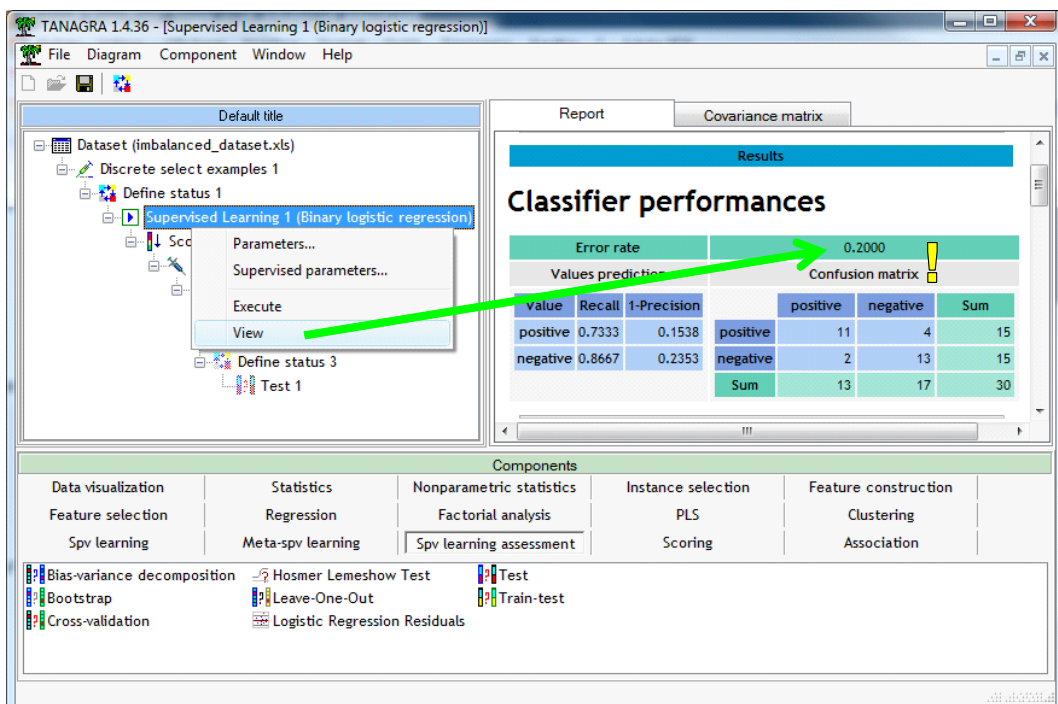 TANAGRA 1.4.36 - [Supervised Learning 1 (Binary logistic regression)]
File Diagram Component Window Help
Default title
Dataset (imbalanced_dataset.xls)
Discrete select examples 1
Define status 1
Supervised Learning 1 (Binary logistic regression)
Sco
Parameters...
Supervised parameters...
Execute
View
Define status 3
Test 1
Report Covariance matrix
Results
Classifier performances
Error rate 0.2000
Values prediction Confusion matrix
Value Recall 1-Precision positive negative Sum
positive 0.7333 0.1538 positive 11 4 15
negative 0.8667 0.2353 negative 2 13 15
Sum 13 17 30
Components
Data visualization Statistics Nonparametric statistics Instance selection Feature construction
Feature selection Regression Factorial analysis PLS Clustering
Spv learning Meta-spv learning Spv learning assessment Scoring Association
Bias-variance decomposition Hosmer Lemeshow Test Test
Bootstrap Leave-One-Out Train-test
Cross-validation Logistic Regression Residuals